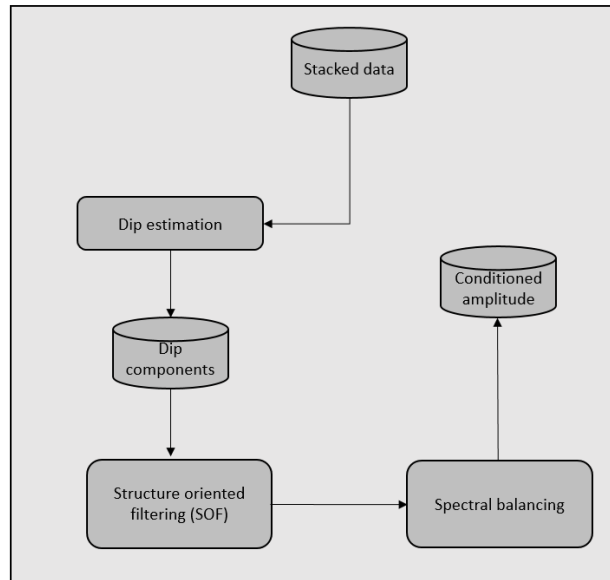 Stacked data
Dip estimation
Conditioned
amplitude
Dip
components
Structure oriented
filtering (SOF)
Spectral balancing